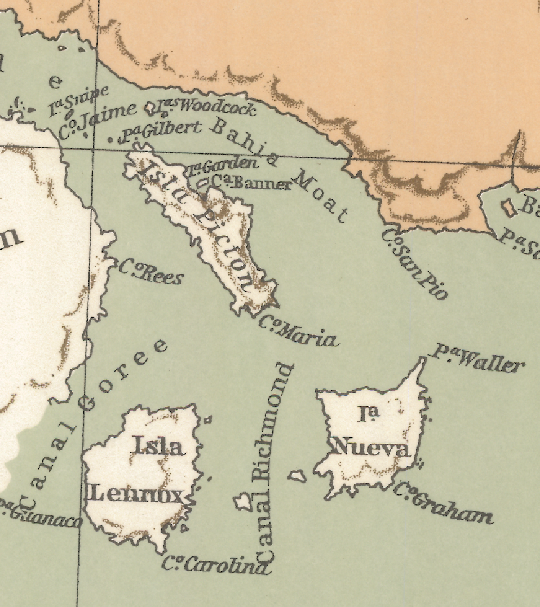 Iª Snipe
Cº Jaime
Iªˢ Woodcock
Pª Gilbert
Bahia Moat
Iª Garden
Cª Banner
Isla Picton
Cº San Pio
Cº Rees
Cº Maria
Pª Waller
Canal Goree
Canal Richmond
Iª
Nueva
Isla
Lennox
Cº Graham
Pª Guanaco
Cº Carolina